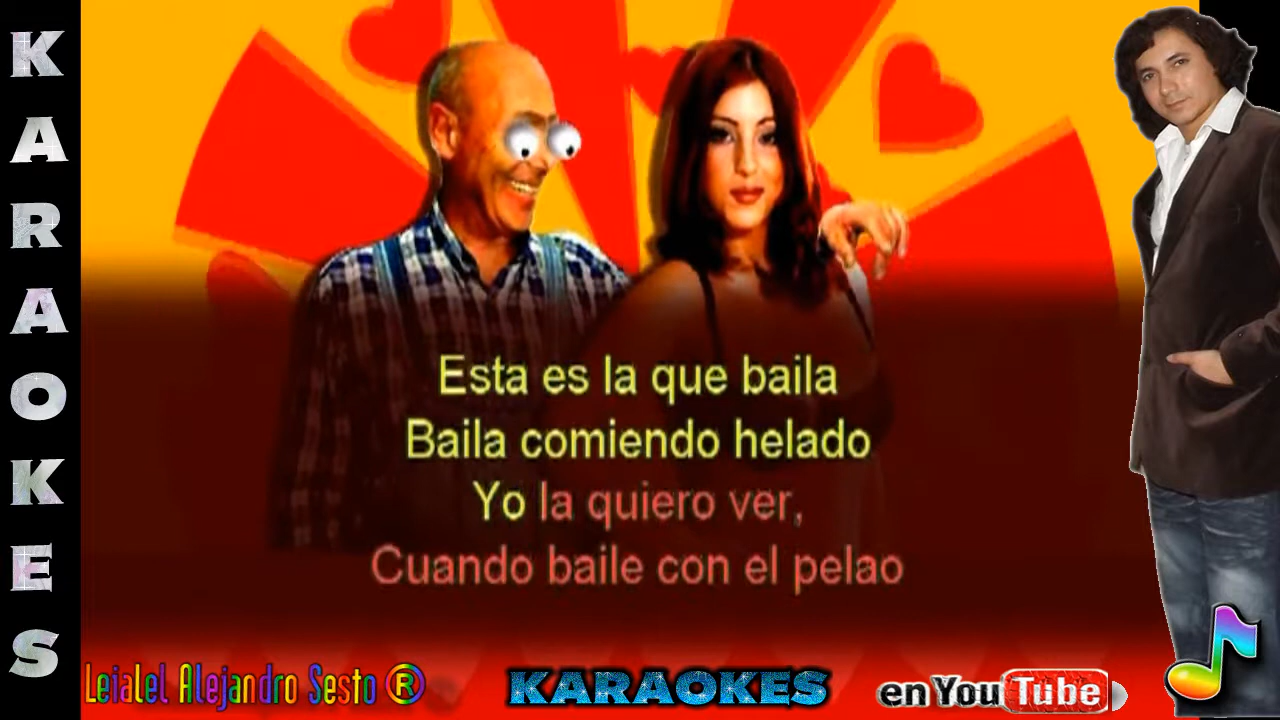 KARAOKES
Esta es la que baila
Baila comiendo helado
Yo la quiero ver,
Cuando baile con el pelao
Leialel Alejandro Sesto ®
KARAOKES
en YouTube